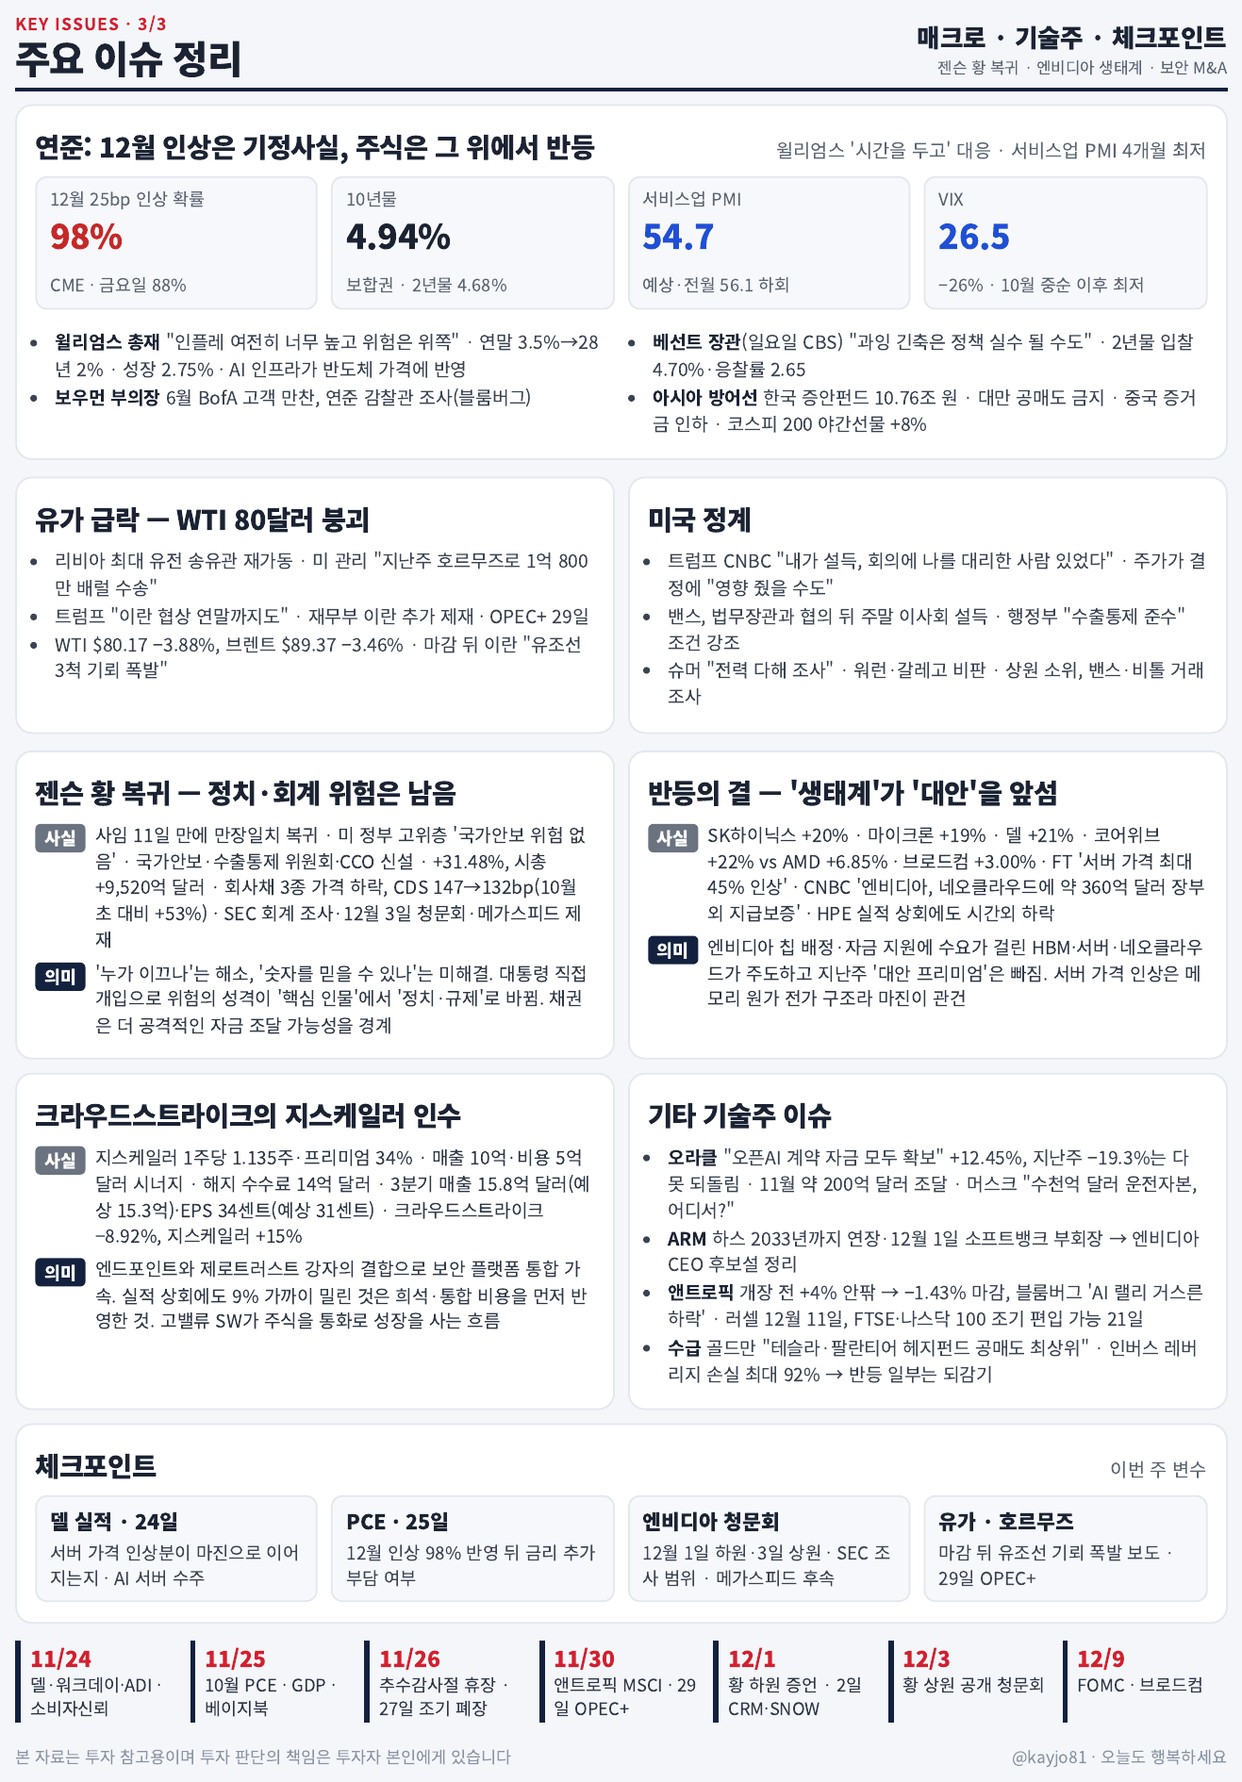 KEY ISSUES · 3/3
주요 이슈 정리
매크로 · 기술주 · 체크포인트
젠슨 황 복귀 · 엔비디아 생태계 · 보안 M&A
연준: 12월 인상은 기정사실, 주식은 그 위에서 반등
윌리엄스 '시간을 두고' 대응 · 서비스업 PMI 4개월 최저
12월 25bp 인상 확률
98%
CME · 금요일 88%
10년물
4.94%
보합권 · 2년물 4.68%
서비스업 PMI
54.7
예상·전월 56.1 하회
VIX
26.5
−26% · 10월 중순 이후 최저
• 윌리엄스 총재 "인플레 여전히 너무 높고 위험은 위쪽" · 연말 3.5%→28
년 2% · 성장 2.75% · AI 인프라가 반도체 가격에 반영
• 보우먼 부의장 6월 BofA 고객 만찬, 연준 감찰관 조사(블룸버그)
• 베선트 장관(일요일 CBS) "과잉 긴축은 정책 실수 될 수도" · 2년물 입찰
4.70%·응찰률 2.65
• 아시아 방어선 한국 증안펀드 10.76조 원 · 대만 공매도 금지 · 중국 증거
금 인하 · 코스피 200 야간선물 +8%
유가 급락 — WTI 80달러 붕괴
• 리비아 최대 유전 송유관 재가동 · 미 관리 "지난주 호르무즈로 1억 800
만 배럴 수송"
• 트럼프 "이란 협상 연말까지도" · 재무부 이란 추가 제재 · OPEC+ 29일
• WTI $80.17 −3.88%, 브렌트 $89.37 −3.46% · 마감 뒤 이란 "유조선
3척 기뢰 폭발"
미국 정계
• 트럼프 CNBC "내가 설득, 회의에 나를 대리한 사람 있었다" · 주가가 결
정에 "영향 줬을 수도"
• 밴스, 법무장관과 협의 뒤 주말 이사회 설득 · 행정부 "수출통제 준수"
조건 강조
• 슈머 "전력 다해 조사" · 워런·갈레고 비판 · 상원 소위, 밴스·비톨 거래
조사
젠슨 황 복귀 — 정치·회계 위험은 남음
사실 사임 11일 만에 만장일치 복귀 · 미 정부 고위층 '국가안보 위험 없
음' · 국가안보·수출통제 위원회·CCO 신설 · +31.48%, 시총
+9,520억 달러 · 회사채 3종 가격 하락, CDS 147→132bp(10월
초 대비 +53%) · SEC 회계 조사·12월 3일 청문회·메가스피드 제
재
의미 '누가 이끄나'는 해소, '숫자를 믿을 수 있나'는 미해결. 대통령 직접
개입으로 위험의 성격이 '핵심 인물'에서 '정치·규제'로 바뀜. 채권
은 더 공격적인 자금 조달 가능성을 경계
반등의 결 — '생태계'가 '대안'을 앞섬
사실 SK하이닉스 +20% · 마이크론 +19% · 델 +21% · 코어위브
+22% vs AMD +6.85% · 브로드컴 +3.00% · FT '서버 가격 최대
45% 인상' · CNBC '엔비디아, 네오클라우드에 약 360억 달러 장부
외 지급보증' · HPE 실적 상회에도 시간외 하락
의미 엔비디아 칩 배정·자금 지원에 수요가 걸린 HBM·서버·네오클라우
드가 주도하고 지난주 '대안 프리미엄'은 빠짐. 서버 가격 인상은 메
모리 원가 전가 구조라 마진이 관건
크라우드스트라이크의 지스케일러 인수
사실 지스케일러 1주당 1.135주·프리미엄 34% · 매출 10억·비용 5억
달러 시너지 · 해지 수수료 14억 달러 · 3분기 매출 15.8억 달러(예
상 15.3억)·EPS 34센트(예상 31센트) · 크라우드스트라이크
−8.92%, 지스케일러 +15%
의미 엔드포인트와 제로트러스트 강자의 결합으로 보안 플랫폼 통합 가
속. 실적 상회에도 9% 가까이 밀린 것은 희석·통합 비용을 먼저 반
영한 것. 고밸류 SW가 주식을 통화로 성장을 사는 흐름
기타 기술주 이슈
• 오라클 "오픈AI 계약 자금 모두 확보" +12.45%, 지난주 −19.3%는 다
못 되돌림 · 11월 약 200억 달러 조달 · 머스크 "수천억 달러 운전자본,
어디서?"
• ARM 하스 2033년까지 연장·12월 1일 소프트뱅크 부회장 → 엔비디아
CEO 후보설 정리
• 앤트로픽 개장 전 +4% 안팎 → −1.43% 마감, 블룸버그 'AI 랠리 거스른
하락' · 러셀 12월 11일, FTSE·나스닥 100 조기 편입 가능 21일
• 수급 골드만 "테슬라·팔란티어 헤지펀드 공매도 최상위" · 인버스 레버
리지 손실 최대 92% → 반등 일부는 되감기
체크포인트
이번 주 변수
델 실적 · 24일
서버 가격 인상분이 마진으로 이어
지는지 · AI 서버 수주
PCE · 25일
12월 인상 98% 반영 뒤 금리 추가
부담 여부
엔비디아 청문회
12월 1일 하원·3일 상원 · SEC 조
사 범위 · 메가스피드 후속
유가 · 호르무즈
마감 뒤 유조선 기뢰 폭발 보도 ·
29일 OPEC+
11/24
델·워크데이·ADI ·
소비자신뢰
11/25
10월 PCE · GDP ·
베이지북
11/26
추수감사절 휴장 ·
27일 조기 폐장
11/30
앤트로픽 MSCI · 29
일 OPEC+
12/1
황 하원 증언 · 2일
CRM·SNOW
12/3
황 상원 공개 청문회
12/9
FOMC · 브로드컴
본 자료는 투자 참고용이며 투자 판단의 책임은 투자자 본인에게 있습니다
@kayjo81 · 오늘도 행복하세요